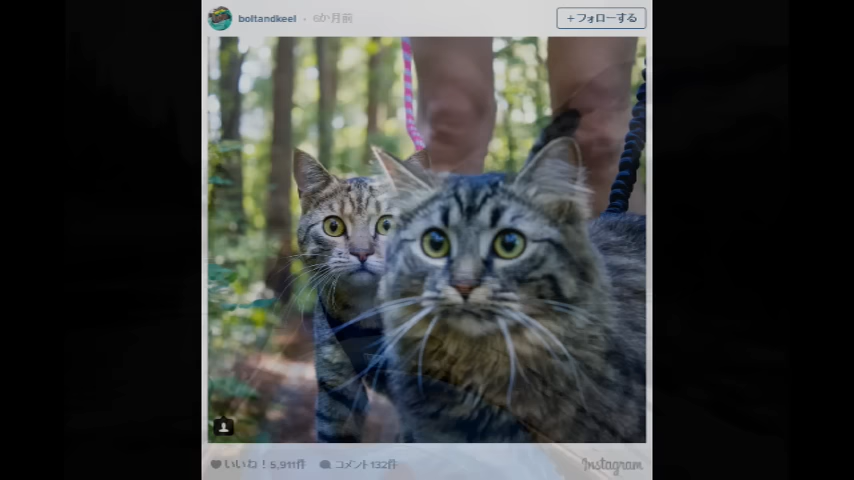 boltandkeel · 6か月前
+フォローする
いいね！5,911件 コメント132件
Instagram